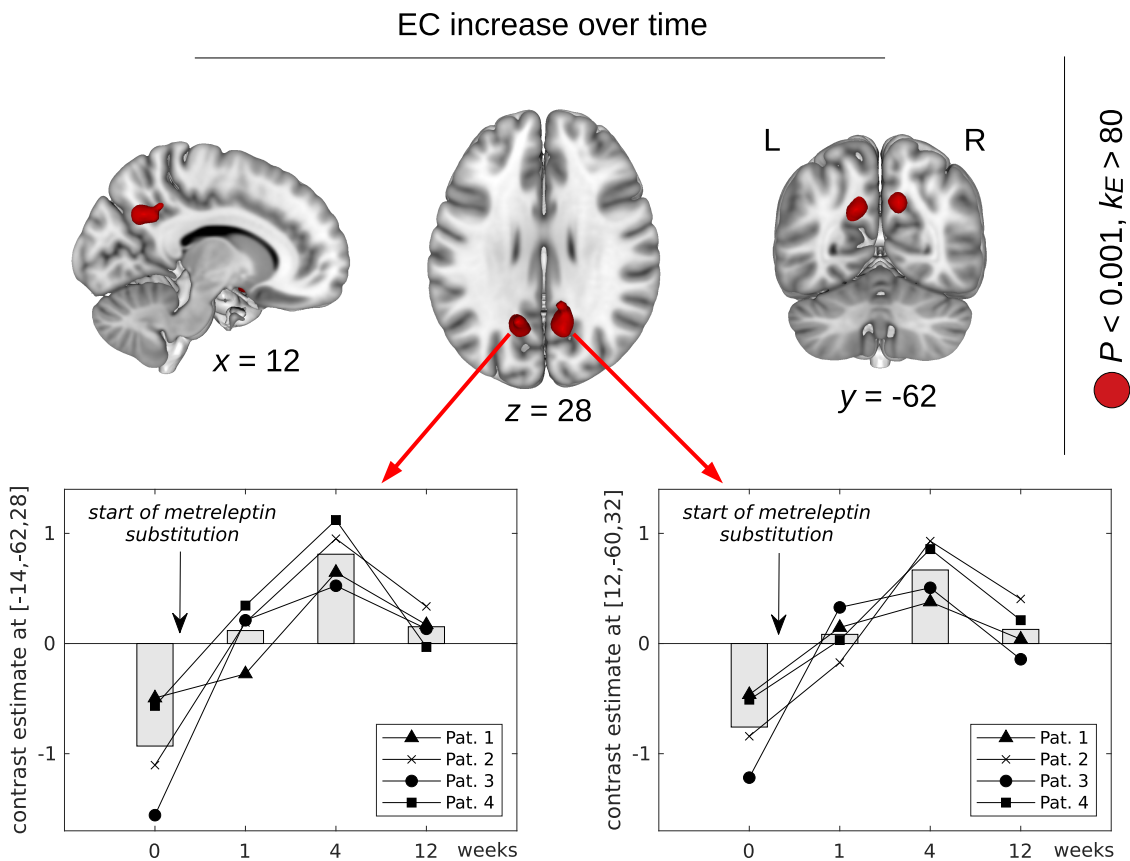 EC increase over time
L
R
x = 12
z = 28
y = -62
P < 0.001, kE > 80
contrast estimate at [-14,-62,28]
start of metreleptin
substitution
1
0
-1
Pat. 1
Pat. 2
Pat. 3
Pat. 4
0 1 4 12 weeks
contrast estimate at [12,-60,32]
start of metreleptin
substitution
1
0
-1
Pat. 1
Pat. 2
Pat. 3
Pat. 4
0 1 4 12 weeks